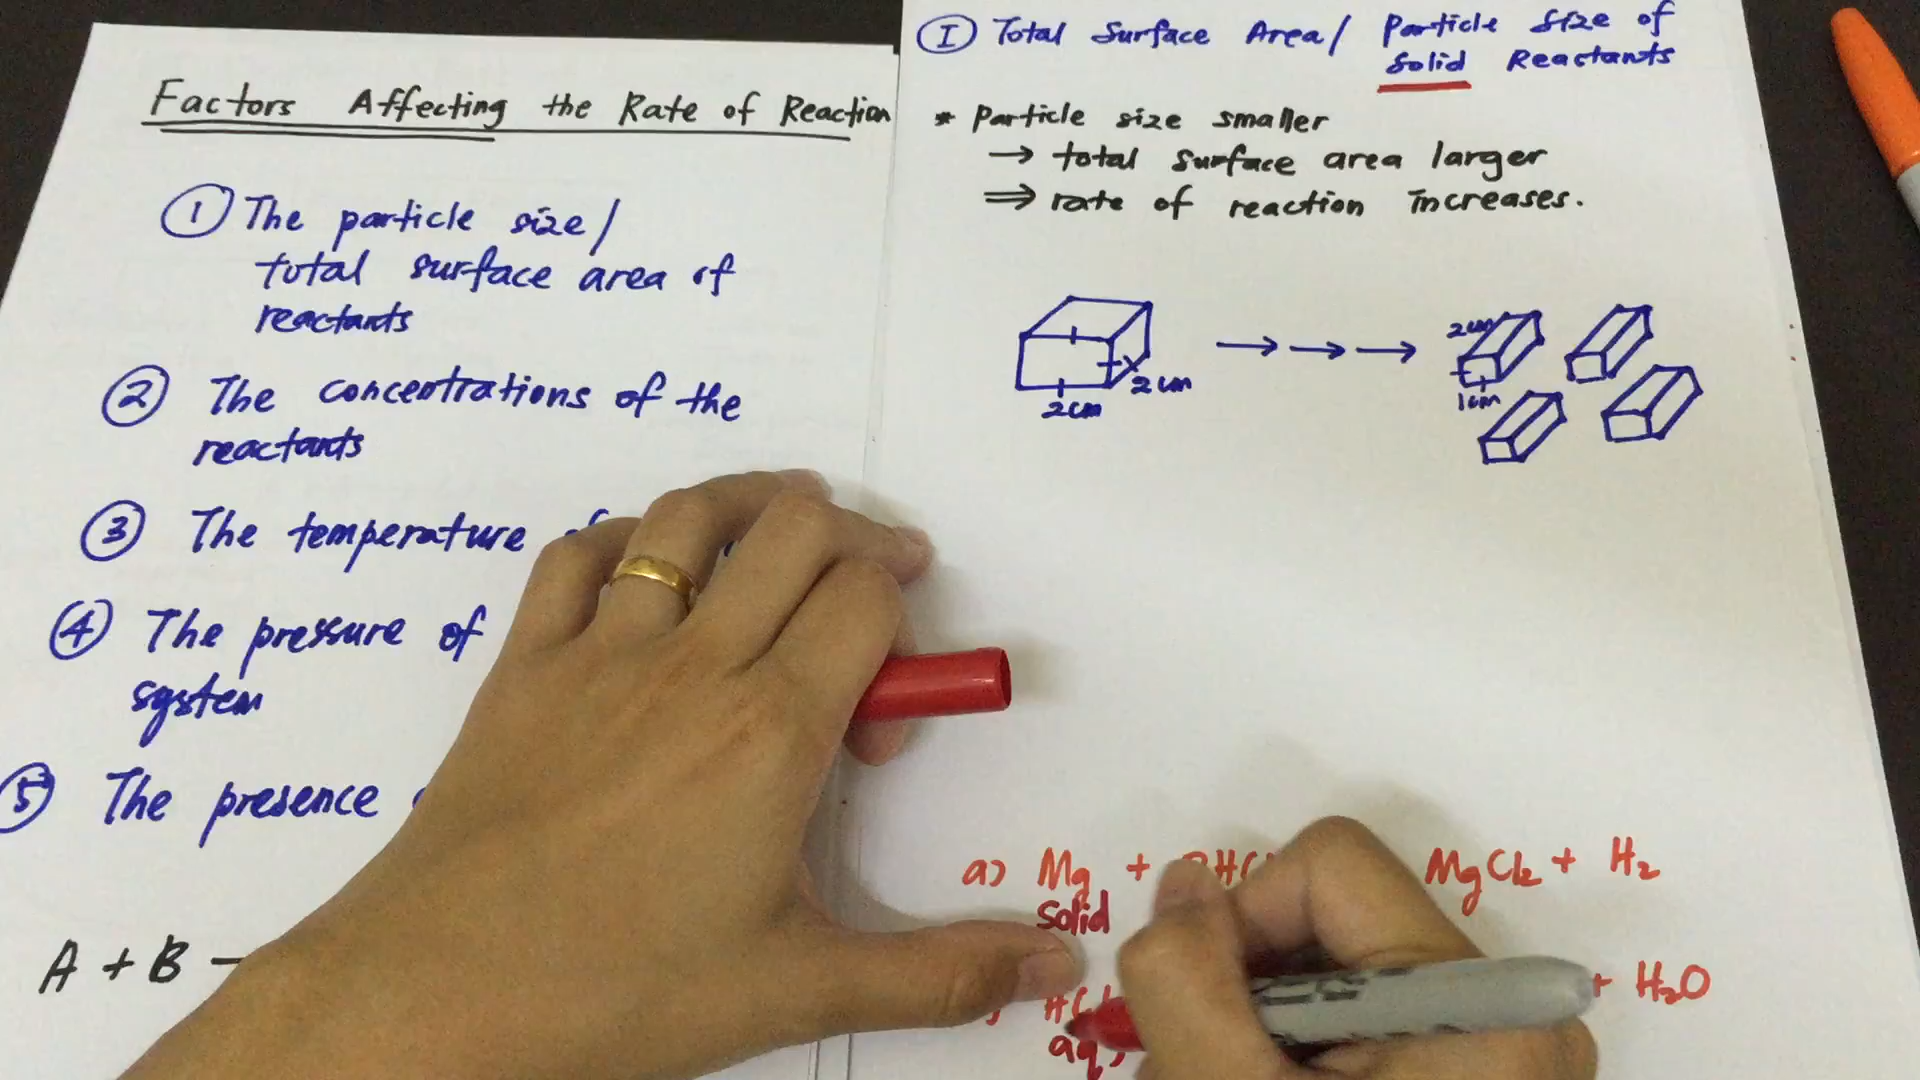 Factors Affecting the Rate of Reaction
① The particle size/
total surface area of
reactants
② The concentrations of the
reactants
③ The temperature
④ The pressure of
system
⑤ The presence
A + B
I Total Surface Area/ Particle Size of
Solid Reactants
* Particle size smaller
→ total surface area larger
⇒ rate of reaction increases.
2cm
2cm
2cm
1cm
a) Mg + 2HCl MgCl₂ + H₂
solid
HCl + H₂O
aq